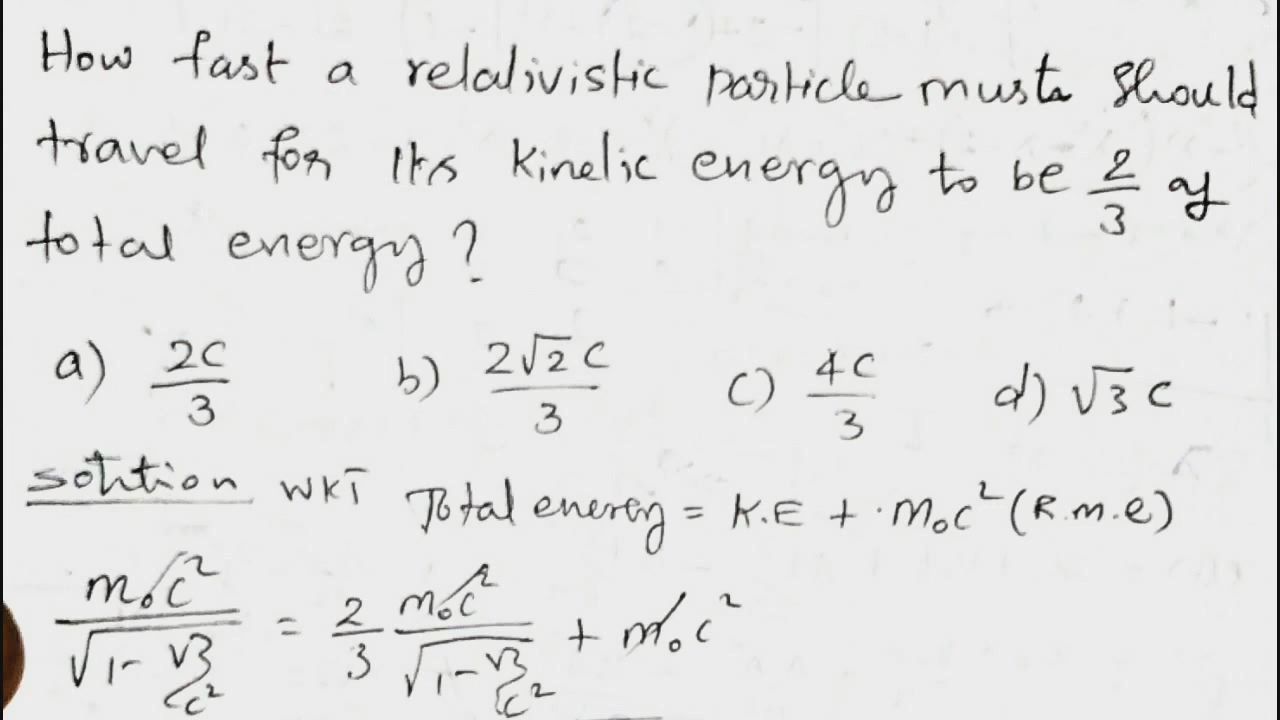 How fast a relativistic particle must should
travel for its kinetic energy to be 2/3 of
total energy?
a) 2C/3 b) 2√2 C/3 c) 4C/3 d) √3 C
solution WKT Total energy = K.E + m₀c² (R.m.e)
m₀c²/√(1-v²/c²) = 2/3 m₀c²/√(1-v²/c²) + m₀c²